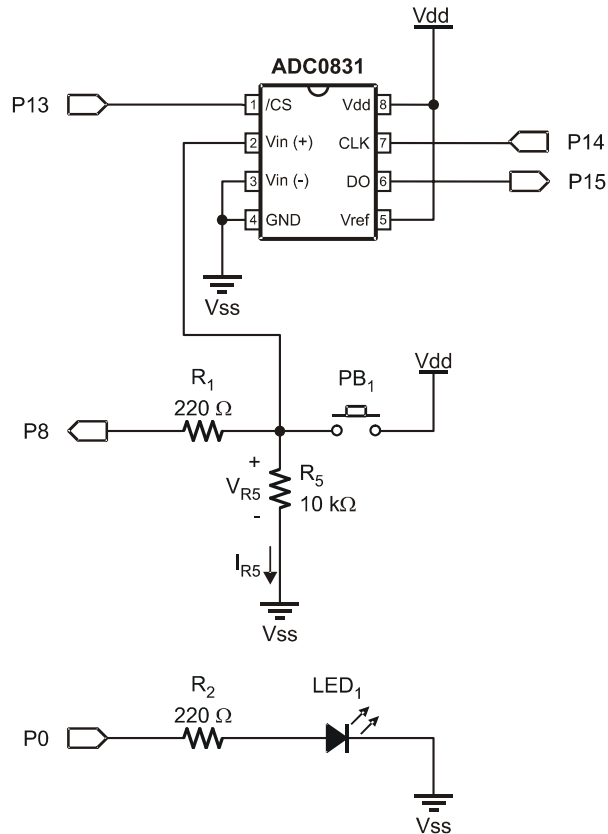 Vdd
ADC0831
P13
1 /CS Vdd 8
2 Vin (+) CLK 7
P14
3 Vin (-) DO 6
P15
4 GND Vref 5
Vss
R1
220 Ω
PB1
Vdd
P8
+
VR5
-
R5
10 kΩ
IR5
Vss
R2
220 Ω
LED1
P0
Vss